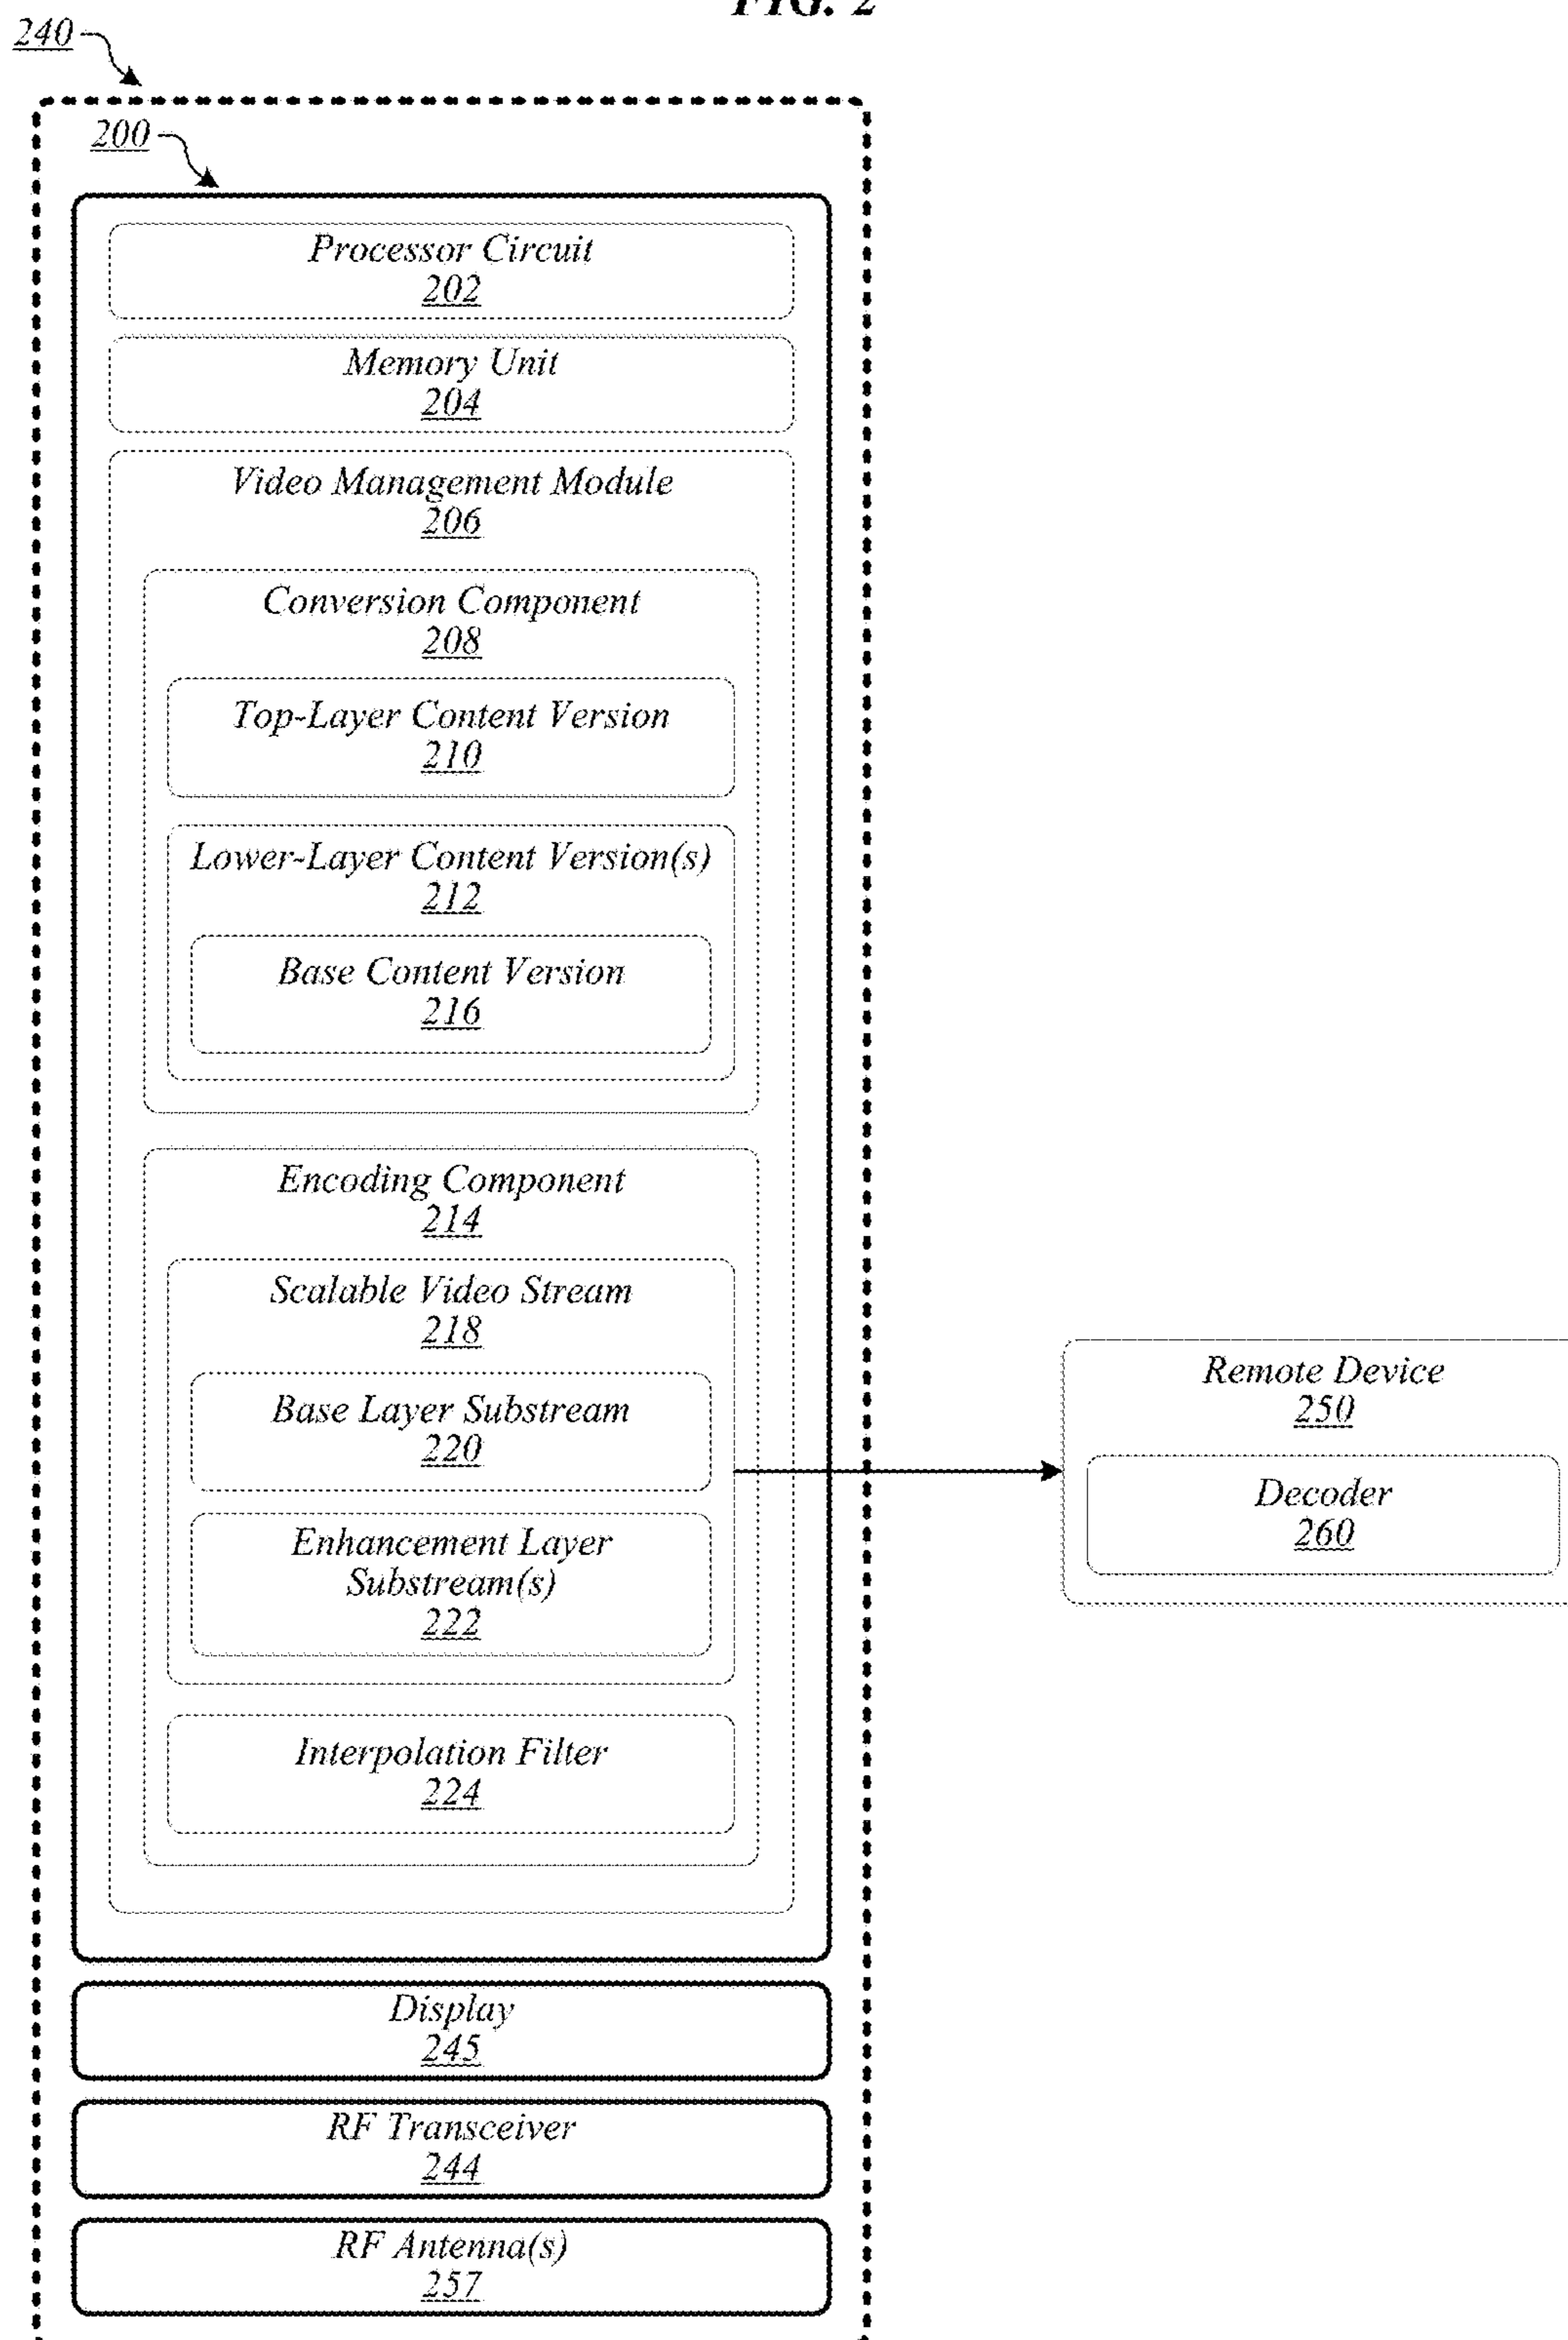 FIG. 2
240
200
Processor Circuit
202
Memory Unit
204
Video Management Module
206
Conversion Component
208
Top-Layer Content Version
210
Lower-Layer Content Version(s)
212
Base Content Version
216
Encoding Component
214
Scalable Video Stream
218
Base Layer Substream
220
Enhancement Layer
Substream(s)
222
Interpolation Filter
224
Remote Device
250
Decoder
260
Display
245
RF Transceiver
244
RF Antenna(s)
257